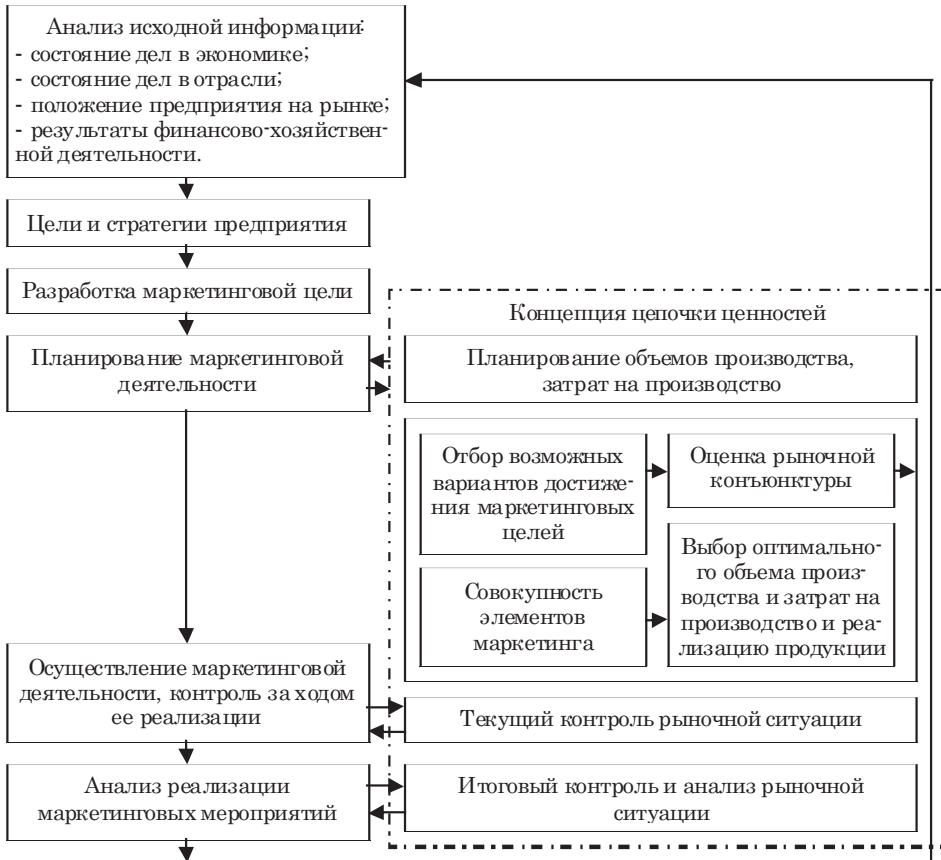 Анализ исходной информации:
- состояние дел в экономике;
- состояние дел в отрасли;
- положение предприятия на рынке;
- результаты финансово-хозяйствен-
ной деятельности.
Цели и стратегии предприятия
Разработка маркетинговой цели
Концепция цепочки ценностей
Планирование маркетинговой
деятельности
Планирование объемов производства,
затрат на производство
Отбор возможных
вариантов достиже-
ния маркетинговых
целей
Оценка рыночной
конъюнктуры
Совокупность
элементов
маркетинга
Выбор оптимально-
го объема произ-
водства и затрат на
производство и реа-
лизацию продукции
Осуществление маркетинговой
деятельности, контроль за ходом
ее реализации
Текущий контроль рыночной ситуации
Анализ реализации
маркетинговых мероприятий
Итоговый контроль и анализ рыночной
ситуации